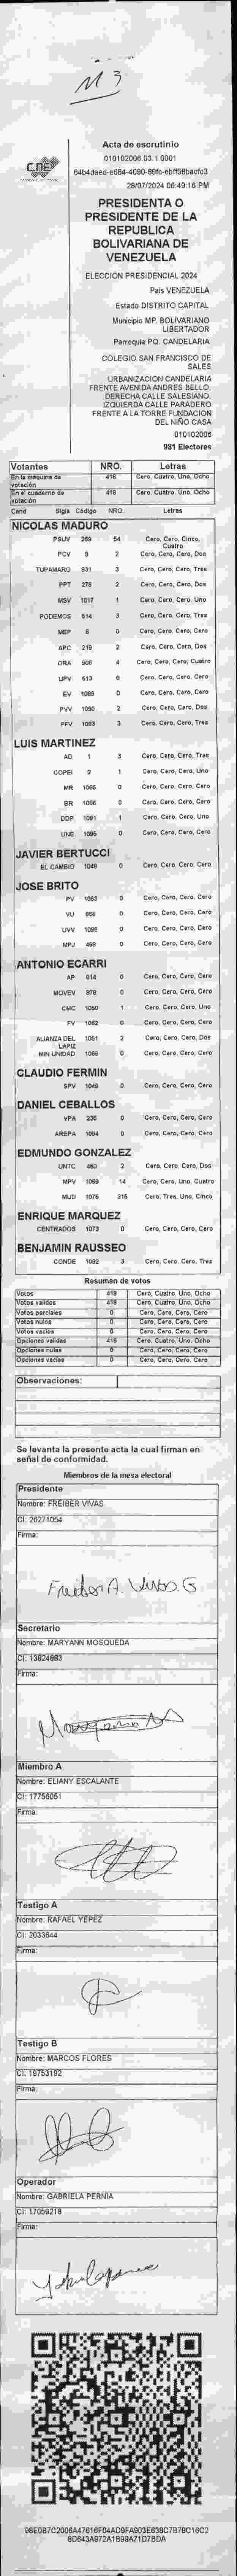 M 3
CNE
Acta de escrutinio
010102006.03.1.0001
28/07/2024 06:49:16 PM
PRESIDENTA O
PRESIDENTE DE LA
REPUBLICA
BOLIVARIANA DE
VENEZUELA
ELECCIÓN PRESIDENCIAL 2024
País VENEZUELA
Estado DISTRITO CAPITAL
Municipio MP. BOLIVARIANO
LIBERTADOR
Parroquia PQ. CANDELARIA
COLEGIO SAN FRANCISCO DE
SALES
URBANIZACION CANDELARIA
FRENTE AVENIDA ANDRES BELLO.
DERECHA CALLE SALESIANO.
IZQUIERDA CALLE PARADERO
FRENTE A LA TORRE FUNDACION
DEL NIÑO CASA
010102006
981 Electores
Votantes NRO. Letras
En la máquina de votación 418 Cero, Cuatro, Uno, Ocho
En el cuaderno de votación 418 Cero, Cuatro, Uno, Ocho
Cand. Sigla Código NRO. Letras
NICOLAS MADURO
PSUV 54 Cero, Cero, Cinco, Cuatro
PCV 2 Cero, Cero, Cero, Dos
TUPAMARO 931 3 Cero, Cero, Cero, Tres
PPT 278 2 Cero, Cero, Cero, Dos
MSV 1017 1 Cero, Cero, Cero, Uno
PODEMOS 514 3 Cero, Cero, Cero, Tres
MEP 6 0 Cero, Cero, Cero, Cero
APC 219 2 Cero, Cero, Cero, Dos
ORA 906 4 Cero, Cero, Cero, Cuatro
UPV 513 0 Cero, Cero, Cero, Cero
EV 1089 0 Cero, Cero, Cero, Cero
PVV 1090 2 Cero, Cero, Cero, Dos
PFV 1093 3 Cero, Cero, Cero, Tres
LUIS MARTINEZ
AD 1 3 Cero, Cero, Cero, Tres
COPEI 2 1 Cero, Cero, Cero, Uno
MR 0 Cero, Cero, Cero, Cero
BR 1066 0 Cero, Cero, Cero, Cero
DDP 1091 1 Cero, Cero, Cero, Uno
UNE 1095 0 Cero, Cero, Cero, Cero
JAVIER BERTUCCI
EL CAMBIO 1049 0 Cero, Cero, Cero, Cero
JOSE BRITO
PV 1053 0 Cero, Cero, Cero, Cero
VU 0 Cero, Cero, Cero, Cero
UVV 1096 0 Cero, Cero, Cero, Cero
MPJ 0 Cero, Cero, Cero, Cero
ANTONIO ECARRI
AP 914 0 Cero, Cero, Cero, Cero
MOVEV 978 0 Cero, Cero, Cero, Cero
CMC 1050 1 Cero, Cero, Cero, Uno
FV 1082 0 Cero, Cero, Cero, Cero
ALIANZA DEL LAPIZ 1051 2 Cero, Cero, Cero, Dos
MIN UNIDAD 0 Cero, Cero, Cero, Cero
CLAUDIO FERMIN
SPV 1049 0 Cero, Cero, Cero, Cero
DANIEL CEBALLOS
VPA 236 0 Cero, Cero, Cero, Cero
AREPA 1094 0 Cero, Cero, Cero, Cero
EDMUNDO GONZALEZ
UNTC 460 2 Cero, Cero, Cero, Dos
MPV 1069 14 Cero, Cero, Uno, Cuatro
MUD 1075 315 Cero, Tres, Uno, Cinco
ENRIQUE MARQUEZ
CENTRADOS 1073 0 Cero, Cero, Cero, Cero
BENJAMIN RAUSSEO
CONDE 1092 3 Cero, Cero, Cero, Tres
Resumen de votos
Votos 418 Cero, Cuatro, Uno, Ocho
Votos validos 418 Cero, Cuatro, Uno, Ocho
Votos parciales 0 Cero, Cero, Cero, Cero
Votos nulos 0 Cero, Cero, Cero, Cero
Votos vacíos 0 Cero, Cero, Cero, Cero
Opciones validas 418 Cero, Cuatro, Uno, Ocho
Opciones nulas 0 Cero, Cero, Cero, Cero
Opciones vacías 0 Cero, Cero, Cero, Cero
Observaciones:
Se levanta la presente acta la cual firman en
señal de conformidad.
Miembros de la mesa electoral
Presidente
Nombre: FREIBER VIVAS
CI: 26271054
Firma:
Freiber A. Vivas. G
Secretario
Nombre: MARYANN MOSQUEDA
Firma:
Miembro A
Nombre: ELIANY ESCALANTE
CI: 17756051
Firma:
Testigo A
Nombre: RAFAEL YEPEZ
CI: 2033644
Firma:
Testigo B
Nombre: MARCOS FLORES
CI: 19753192
Firma:
Operador
Nombre: GABRIELA PERNIA
CI: 17059218
Firma: